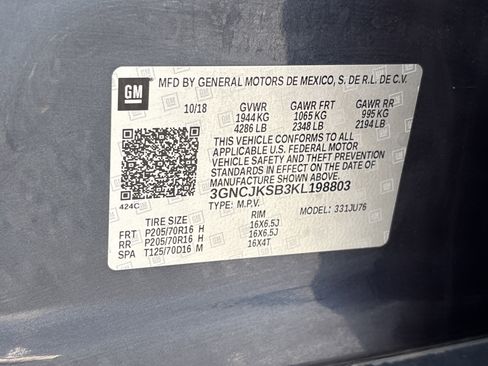 GM
MFD BY GENERAL MOTORS DE MEXICO, S. DE R.L. DE C.V.
10/18 GVWR GAWR FRT GAWR RR
1944 KG 1065 KG 995 KG
4286 LB 2348 LB 2194 LB
THIS VEHICLE CONFORMS TO ALL
APPLICABLE U.S. FEDERAL MOTOR
VEHICLE SAFETY AND THEFT PREVENTION
STANDARDS IN EFFECT ON THE DATE OF
MANUFACTURE SHOWN ABOVE.
3GNCJKSB3KL198803
424C TYPE: M.P.V. MODEL: 331JU76
TIRE SIZE RIM
FRT P205/70R16 H 16X6.5J
RR P205/70R16 H 16X6.5J
SPA T125/70D16 M 16X4T